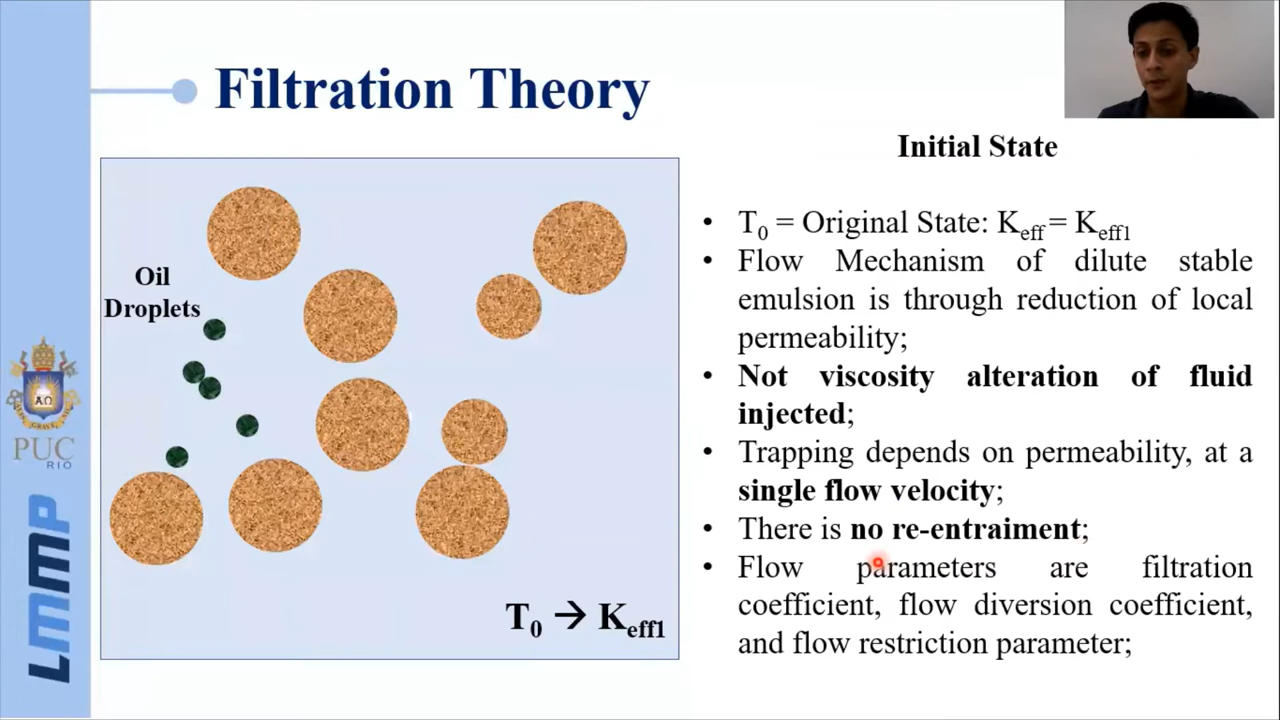 Filtration Theory
Initial State
Oil
Droplets
T0 → Keff1
• T0 = Original State: Keff = Keff1
• Flow Mechanism of dilute stable
emulsion is through reduction of local
permeability;
• Not viscosity alteration of fluid
injected;
• Trapping depends on permeability, at a
single flow velocity;
• There is no re-entraiment;
• Flow parameters are filtration
coefficient, flow diversion coefficient,
and flow restriction parameter;
ΑΩ
PUC
RIO
LMMP